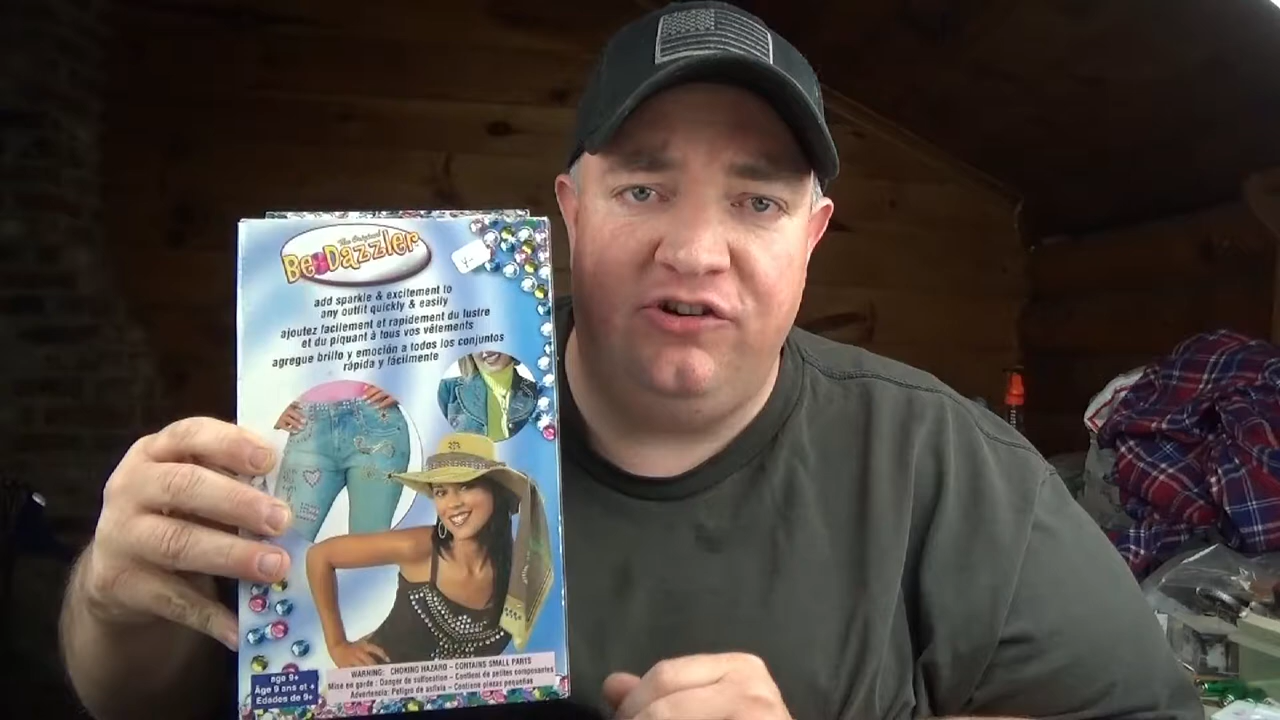 The Original
BeDazzler
add sparkle & excitement to
any outfit quickly & easily
ajoutez facilement et rapidement du lustre
et du piquant à tous vos vêtements
agregue brillo y emoción a todos los conjuntos
rápida y fácilmente
age 9+
Âge 9 ans et +
Edades de 9+
WARNING: CHOKING HAZARD – CONTAINS SMALL PARTS
Mise en garde : Danger de suffocation – Contient de petites composantes
Advertencia: Peligro de asfixia – Contiene piezas pequeñas